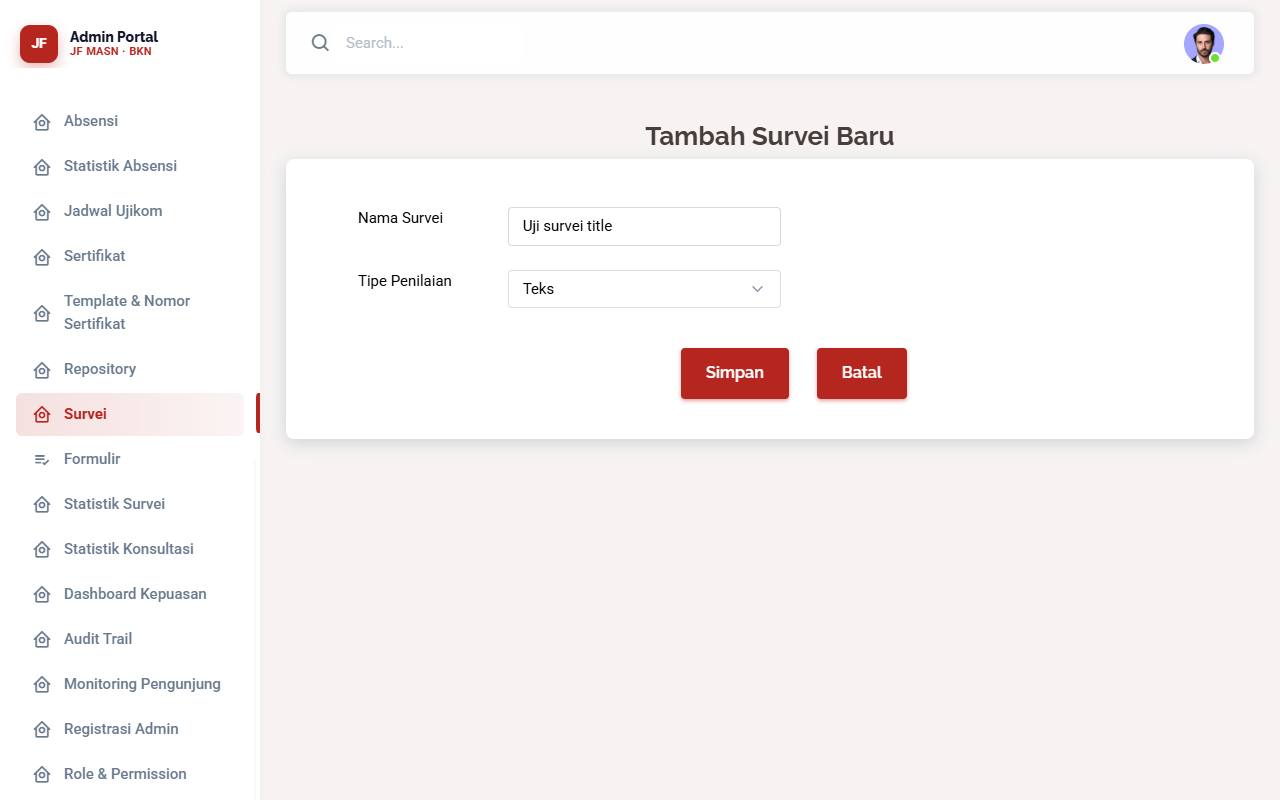 JF
Admin Portal
JF MASN · BKN
Search...
Absensi
Statistik Absensi
Jadwal Ujikom
Sertifikat
Template & Nomor
Sertifikat
Repository
Survei
Formulir
Statistik Survei
Statistik Konsultasi
Dashboard Kepuasan
Audit Trail
Monitoring Pengunjung
Registrasi Admin
Role & Permission
Tambah Survei Baru
Nama Survei
Uji survei title
Tipe Penilaian
Teks
Simpan
Batal